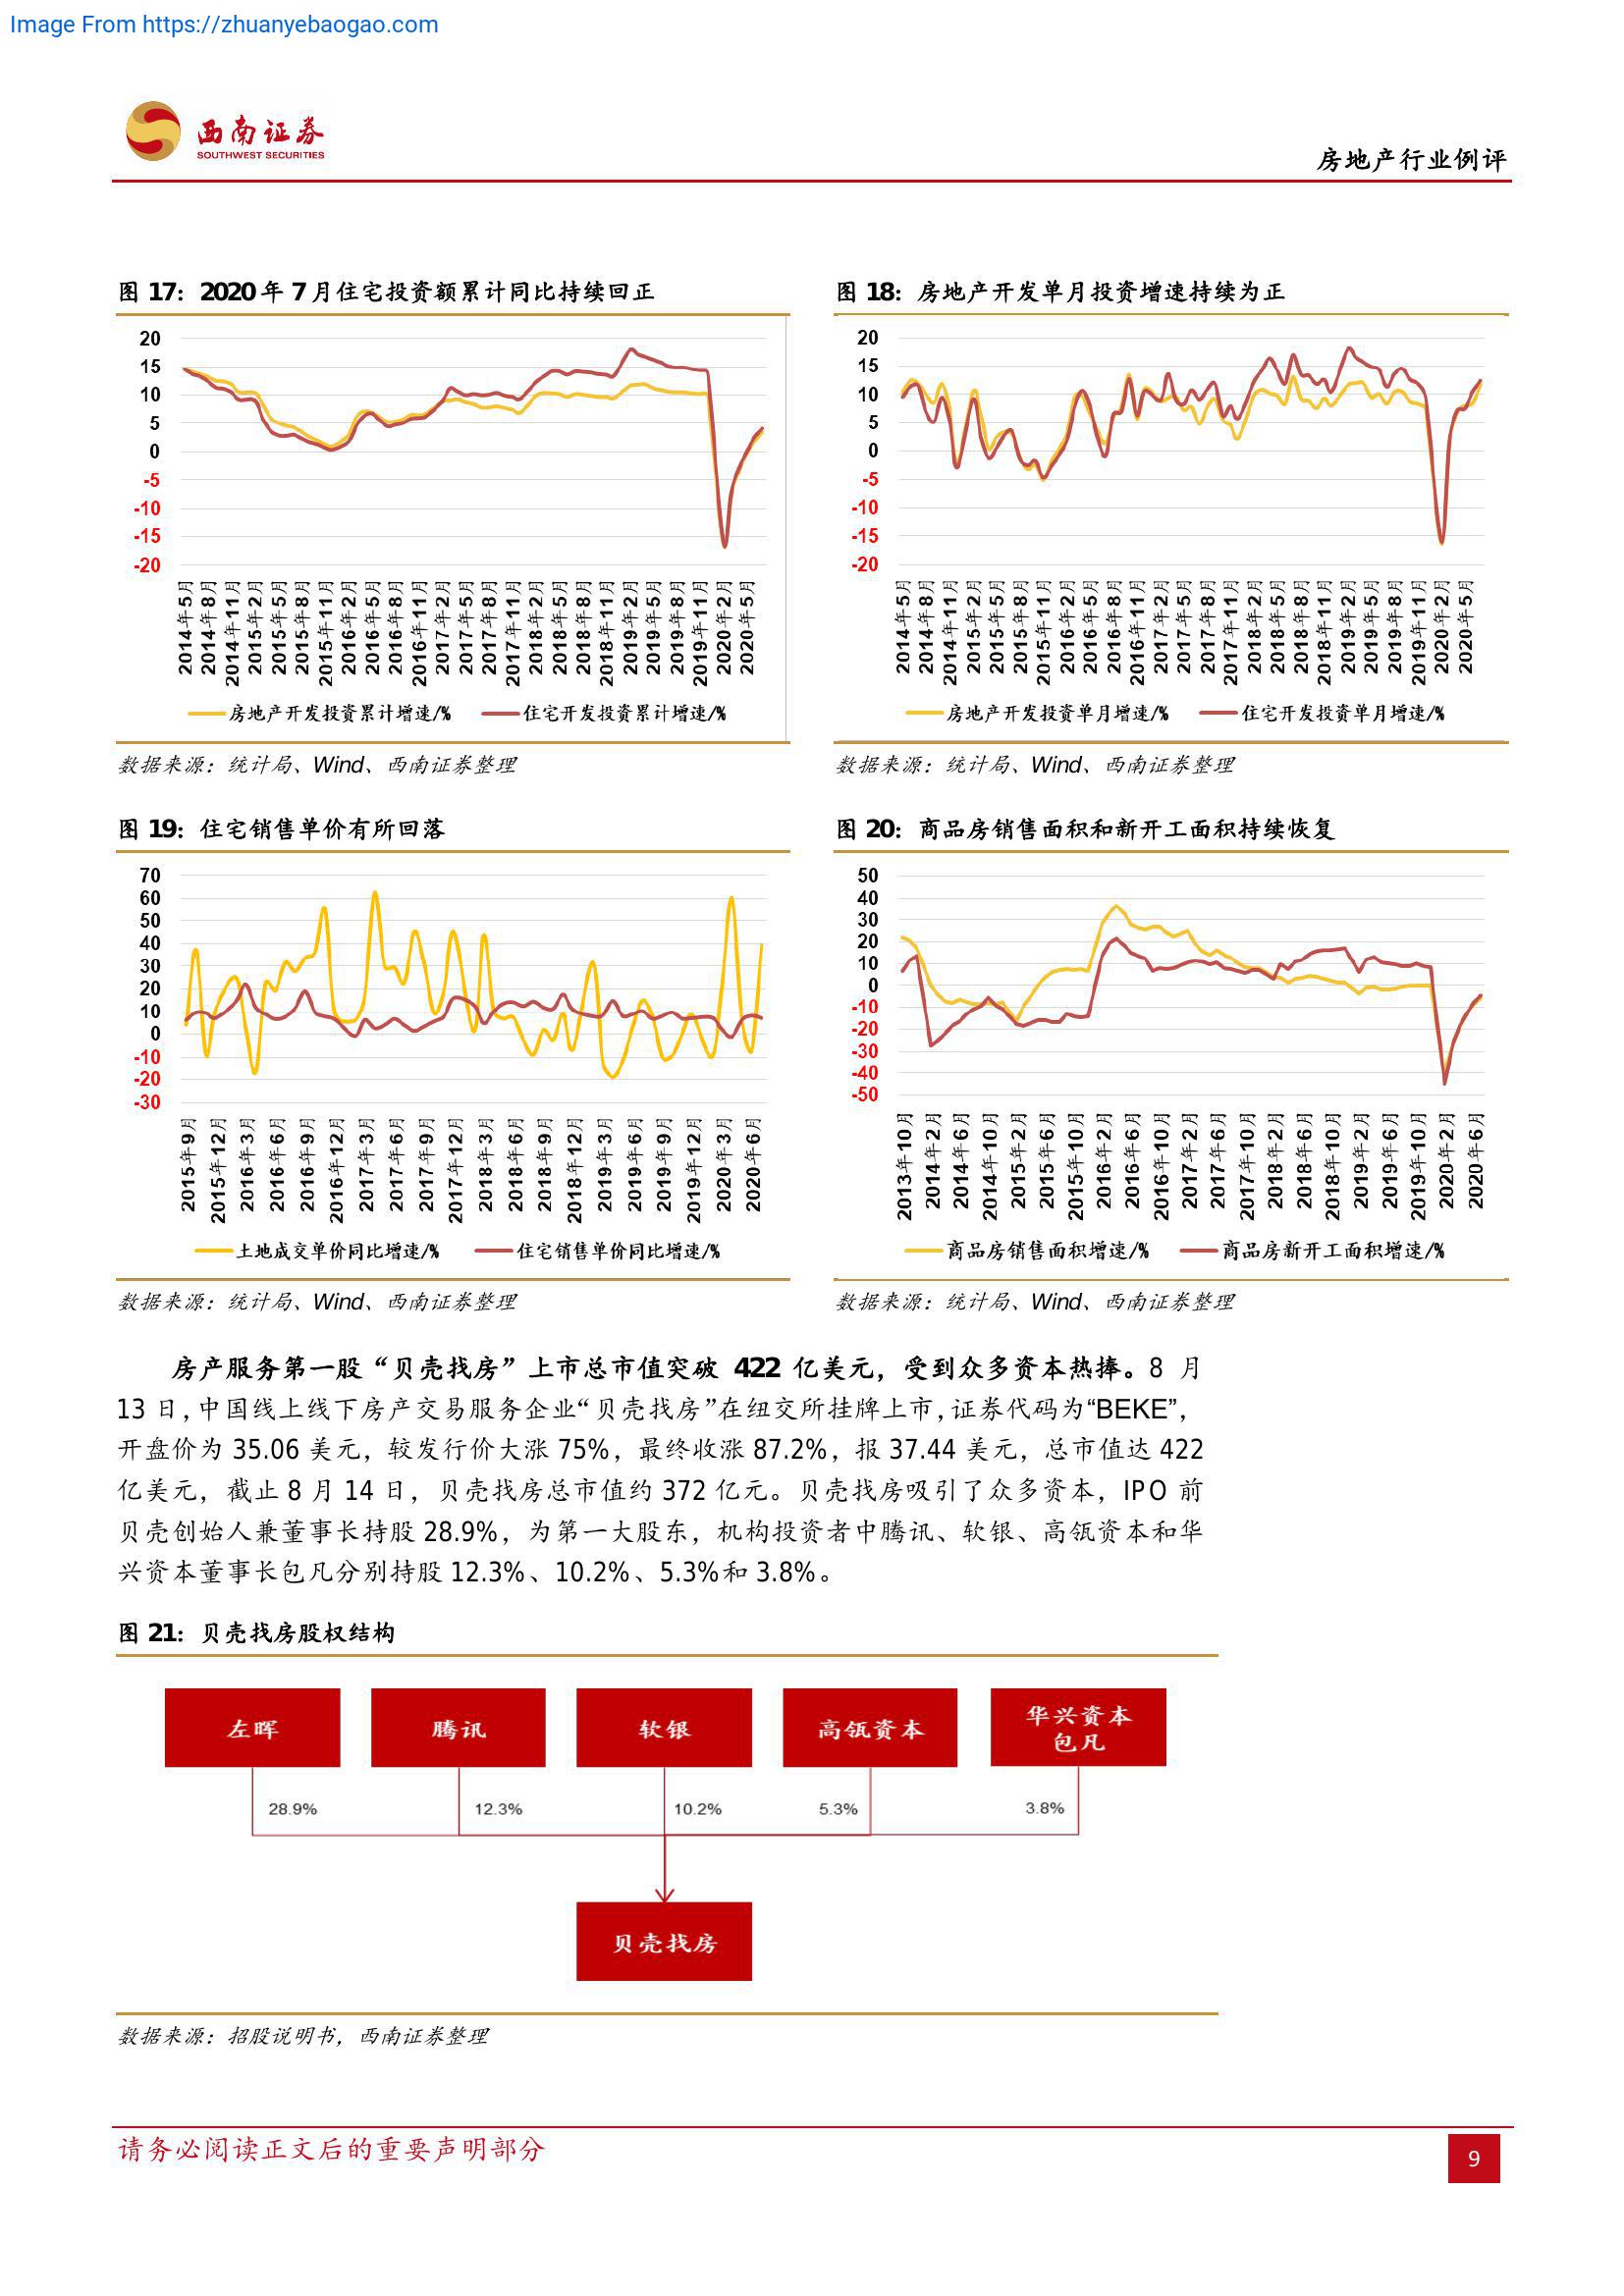 Image From https://zhuanyebaogao.com
西南证券
SOUTHWEST SECURITIES
房地产行业例评
图 17：2020 年 7 月住宅投资额累计同比持续回正
20
15
10
5
0
-5
-10
-15
-20
2014年5月
2014年8月
2014年11月
2015年2月
2015年5月
2015年8月
2015年11月
2016年2月
2016年5月
2016年8月
2016年11月
2017年2月
2017年5月
2017年8月
2017年11月
2018年2月
2018年5月
2018年8月
2018年11月
2019年2月
2019年5月
2019年8月
2019年11月
2020年2月
2020年5月
房地产开发投资累计增速/%
住宅开发投资累计增速/%
数据来源：统计局、Wind、西南证券整理
图 18：房地产开发单月投资增速持续为正
20
15
10
5
0
-5
-10
-15
-20
2014年5月
2014年8月
2014年11月
2015年2月
2015年5月
2015年8月
2015年11月
2016年2月
2016年5月
2016年8月
2016年11月
2017年2月
2017年5月
2017年8月
2017年11月
2018年2月
2018年5月
2018年8月
2018年11月
2019年2月
2019年5月
2019年8月
2019年11月
2020年2月
2020年5月
房地产开发投资单月增速/%
住宅开发投资单月增速/%
数据来源：统计局、Wind、西南证券整理
图 19：住宅销售单价有所回落
70
60
50
40
30
20
10
0
-10
-20
-30
2015年9月
2015年12月
2016年3月
2016年6月
2016年9月
2016年12月
2017年3月
2017年6月
2017年9月
2017年12月
2018年3月
2018年6月
2018年9月
2018年12月
2019年3月
2019年6月
2019年9月
2019年12月
2020年3月
2020年6月
土地成交单价同比增速/%
住宅销售单价同比增速/%
数据来源：统计局、Wind、西南证券整理
图 20：商品房销售面积和新开工面积持续恢复
50
40
30
20
10
0
-10
-20
-30
-40
-50
2013年10月
2014年2月
2014年6月
2014年10月
2015年2月
2015年6月
2015年10月
2016年2月
2016年6月
2016年10月
2017年2月
2017年6月
2017年10月
2018年2月
2018年6月
2018年10月
2019年2月
2019年6月
2019年10月
2020年2月
2020年6月
商品房销售面积增速/%
商品房新开工面积增速/%
数据来源：统计局、Wind、西南证券整理
房产服务第一股“贝壳找房”上市总市值突破 422 亿美元，受到众多资本热捧。8 月
13 日，中国线上线下房产交易服务企业“贝壳找房”在纽交所挂牌上市，证券代码为“BEKE”，
开盘价为 35.06 美元，较发行价大涨 75%，最终收涨 87.2%，报 37.44 美元，总市值达 422
亿美元，截止 8 月 14 日，贝壳找房总市值约 372 亿元。贝壳找房吸引了众多资本，IPO 前
贝壳创始人兼董事长持股 28.9%，为第一大股东，机构投资者中腾讯、软银、高瓴资本和华
兴资本董事长包凡分别持股 12.3%、10.2%、5.3%和 3.8%。
图 21：贝壳找房股权结构
左晖
腾讯
软银
高瓴资本
华兴资本
包凡
28.9%
12.3%
10.2%
5.3%
3.8%
贝壳找房
数据来源：招股说明书，西南证券整理
请务必阅读正文后的重要声明部分
9